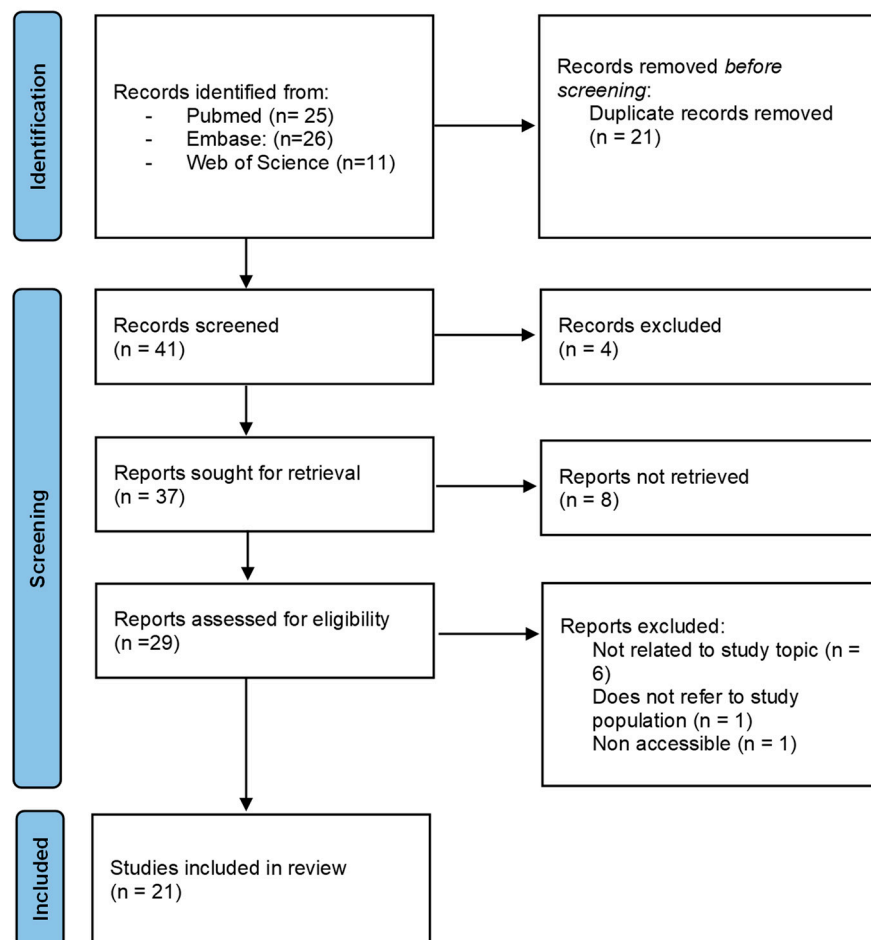 Identification
Records identified from:
- Pubmed (n= 25)
- Embase: (n=26)
- Web of Science (n=11)
Records removed before
screening:
Duplicate records removed
(n = 21)
Screening
Records screened
(n = 41)
Records excluded
(n = 4)
Reports sought for retrieval
(n = 37)
Reports not retrieved
(n = 8)
Reports assessed for eligibility
(n =29)
Reports excluded:
Not related to study topic (n =
6)
Does not refer to study
population (n = 1)
Non accessible (n = 1)
Included
Studies included in review
(n = 21)